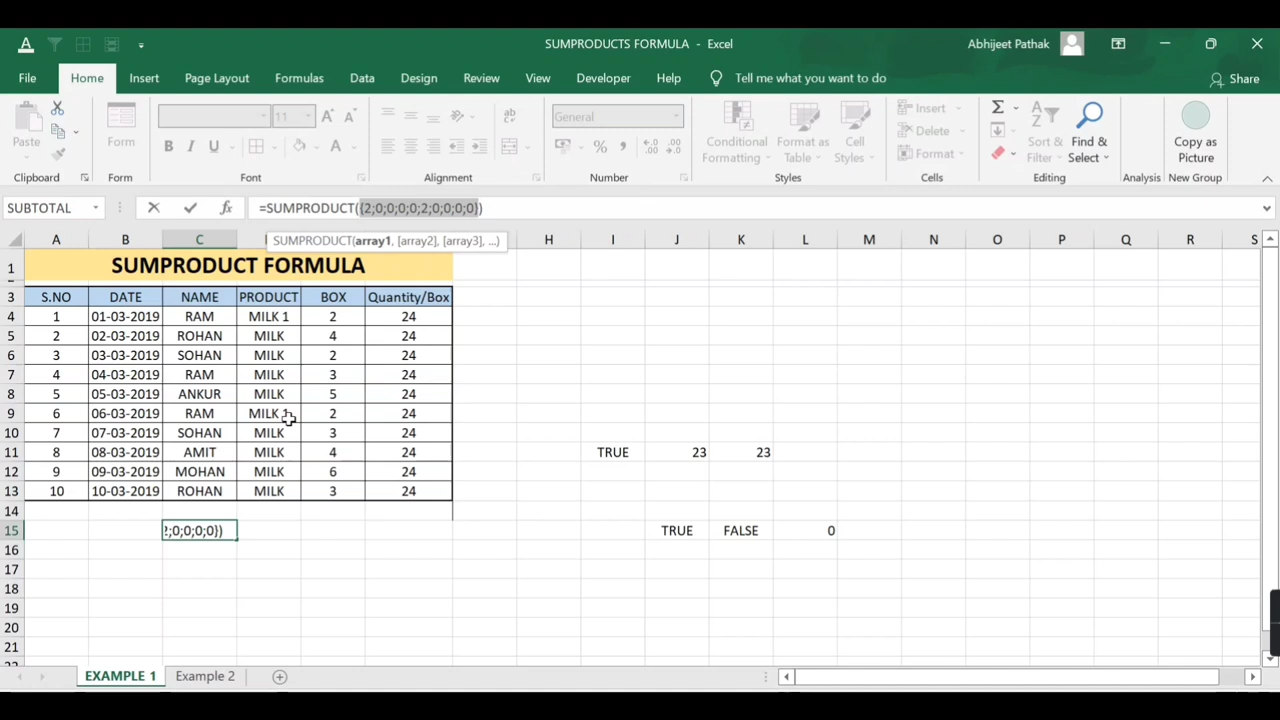 SUMPRODUCTS FORMULA - Excel
Abhijeet Pathak
File Home Insert Page Layout Formulas Data Design Review View Developer Help Tell me what you want to do Share
11
General
Paste
Form
Conditional Formatting
Format as Table
Cell Styles
Insert
Delete
Format
Sort & Filter
Find & Select
Copy as Picture
Clipboard Form Font Alignment Number Styles Cells Editing Analysis New Group
SUBTOTAL
=SUMPRODUCT({2;0;0;0;0;2;0;0;0;0})
SUMPRODUCT(array1, [array2], [array3], ...)
A B C H I J K L M N O P Q R S
1 SUMPRODUCT FORMULA
3 S.NO DATE NAME PRODUCT BOX Quantity/Box
4 1 01-03-2019 RAM MILK 1 2 24
5 2 02-03-2019 ROHAN MILK 4 24
6 3 03-03-2019 SOHAN MILK 2 24
7 4 04-03-2019 RAM MILK 3 24
8 5 05-03-2019 ANKUR MILK 5 24
9 6 06-03-2019 RAM MILK 2 24
10 7 07-03-2019 SOHAN MILK 3 24
11 8 08-03-2019 AMIT MILK 4 24 TRUE 23 23
12 9 09-03-2019 MOHAN MILK 6 24
13 10 10-03-2019 ROHAN MILK 3 24
14
15 ;0;0;0;0}) TRUE FALSE 0
16
17
18
19
20
21
EXAMPLE 1 Example 2